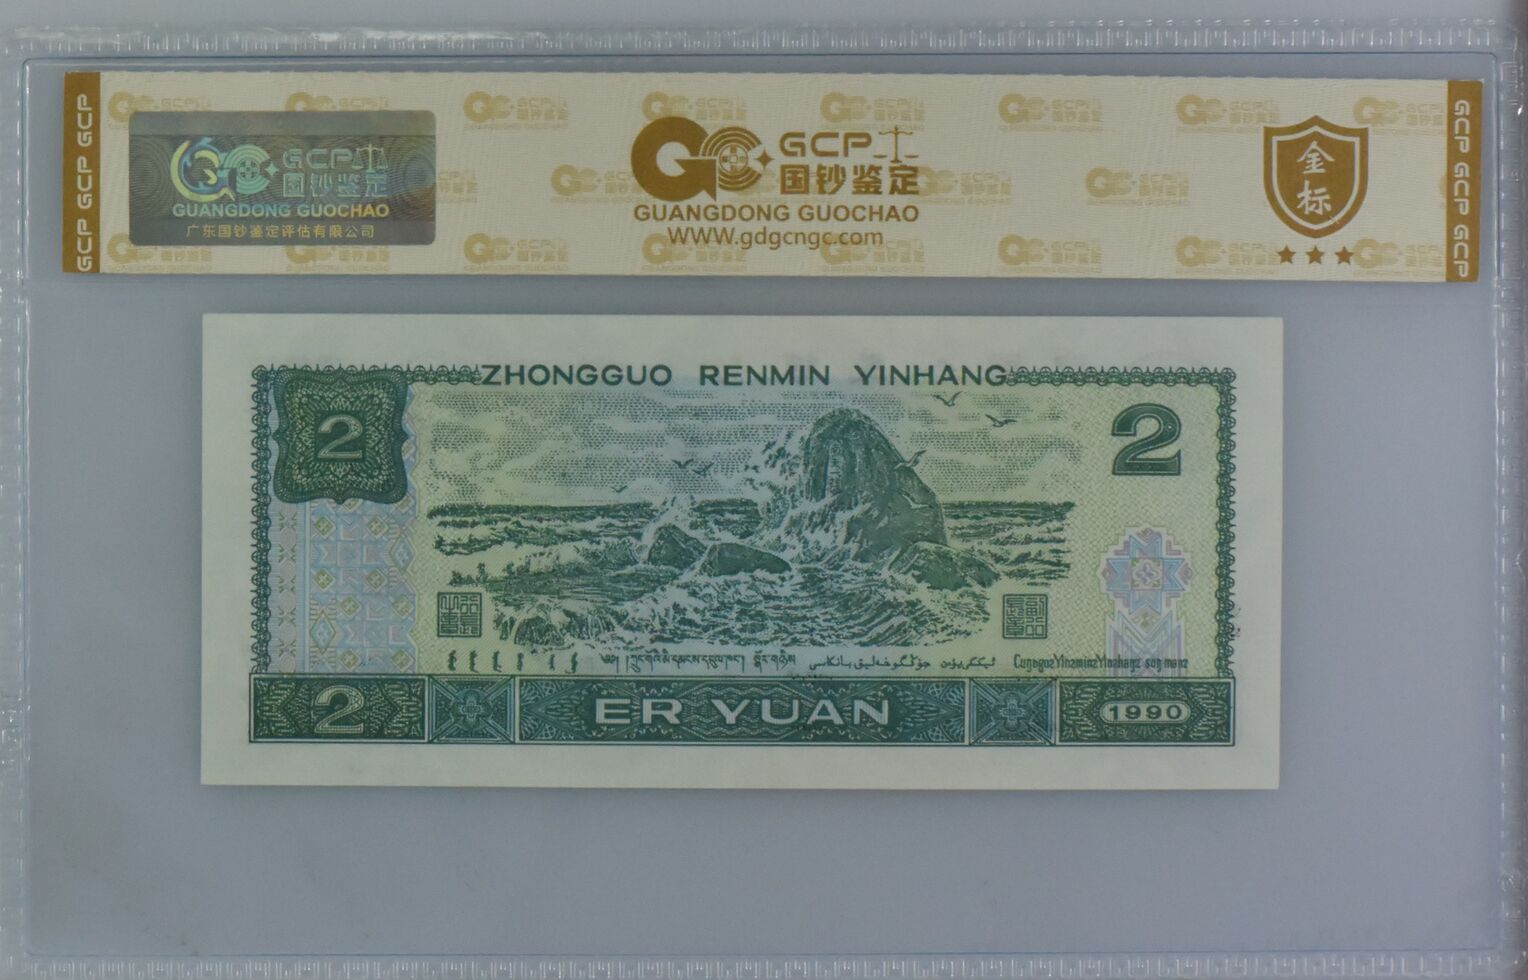 GCP GCP GCP
GCP
国钞鉴定
GUANGDONG GUOCHAO
广东国钞鉴定评估有限公司
GCP
国钞鉴定
GUANGDONG GUOCHAO
www.gdgcngc.com
金标
GCP GCP GCP
ZHONGGUO RENMIN YINHANG
2
2
2
ER YUAN
1990